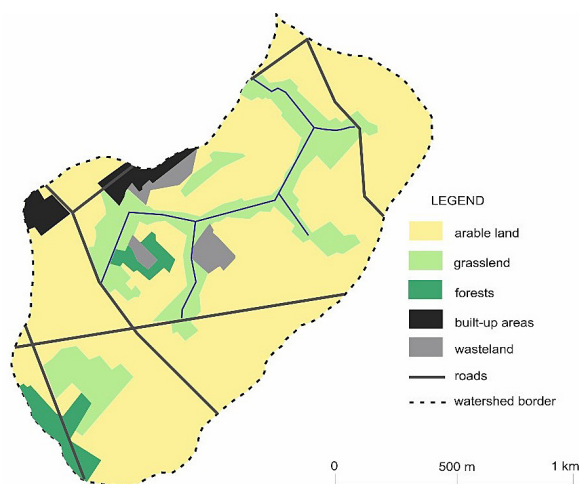 LEGEND
arable land
grasslend
forests
built-up areas
wasteland
roads
watershed border
0 500 m 1 km